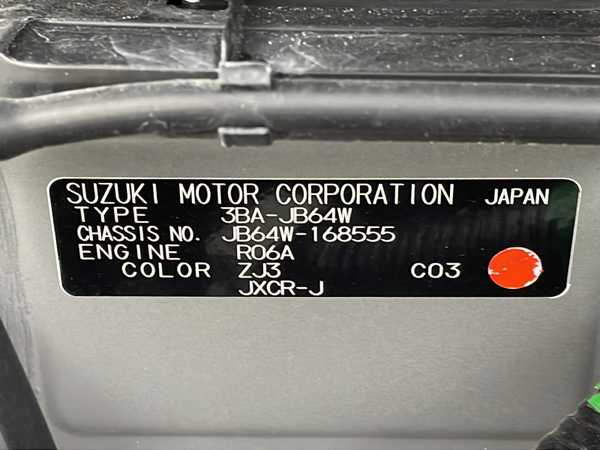 SUZUKI MOTOR CORPORATION JAPAN
TYPE 3BA-JB64W
CHASSIS NO. JB64W-168555
ENGINE R06A
COLOR ZJ3 C03
JXCR-J